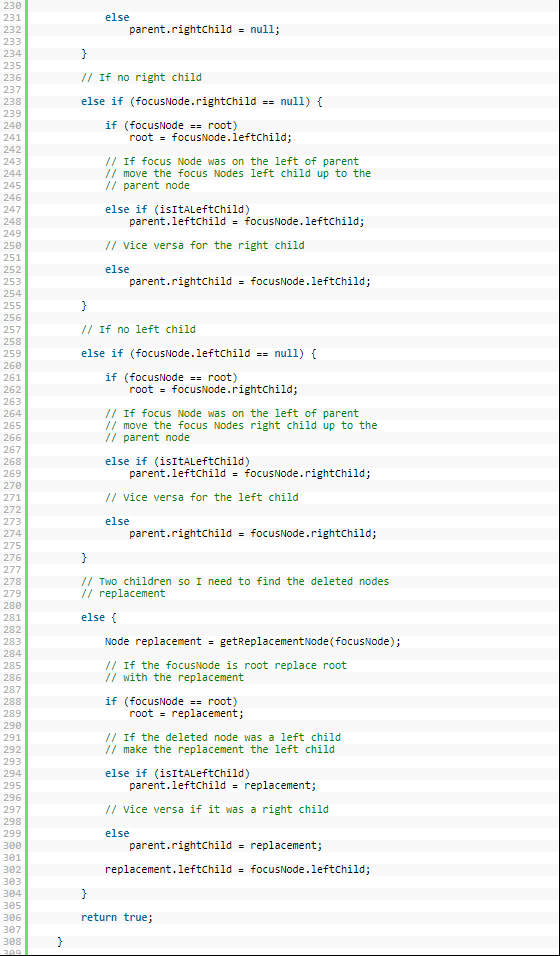 230
231 else
232 parent.rightChild = null;
233
234 }
235
236 // If no right child
237
238 else if (focusNode.rightChild == null) {
239
240 if (focusNode == root)
241 root = focusNode.leftChild;
242
243 // If focus Node was on the left of parent
244 // move the focus Nodes left child up to the
245 // parent node
246
247 else if (isItALeftChild)
248 parent.leftChild = focusNode.leftChild;
249
250 // Vice versa for the right child
251
252 else
253 parent.rightChild = focusNode.leftChild;
254
255 }
256
257 // If no left child
258
259 else if (focusNode.leftChild == null) {
260
261 if (focusNode == root)
262 root = focusNode.rightChild;
263
264 // If focus Node was on the left of parent
265 // move the focus Nodes right child up to the
266 // parent node
267
268 else if (isItALeftChild)
269 parent.leftChild = focusNode.rightChild;
270
271 // Vice versa for the left child
272
273 else
274 parent.rightChild = focusNode.rightChild;
275
276 }
277
278 // Two children so I need to find the deleted nodes
279 // replacement
280
281 else {
282
283 Node replacement = getReplacementNode(focusNode);
284
285 // If the focusNode is root replace root
286 // with the replacement
287
288 if (focusNode == root)
289 root = replacement;
290
291 // If the deleted node was a left child
292 // make the replacement the left child
293
294 else if (isItALeftChild)
295 parent.leftChild = replacement;
296
297 // Vice versa if it was a right child
298
299 else
300 parent.rightChild = replacement;
301
302 replacement.leftChild = focusNode.leftChild;
303
304 }
305
306 return true;
307
308 }
309